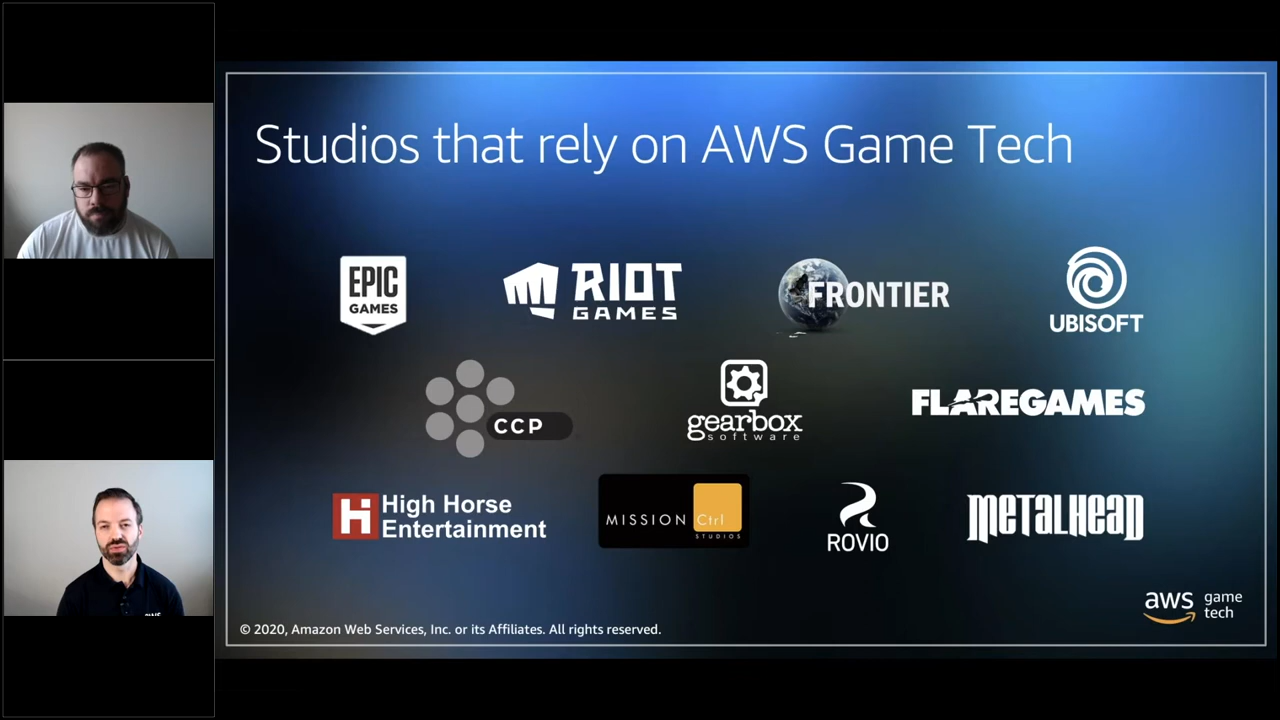 Studios that rely on AWS Game Tech
EPIC
GAMES
RIOT
GAMES
FRONTIER
UBISOFT
CCP
gearbox
software
FLAREGAMES
High Horse
Entertainment
MISSION Ctrl
STUDIOS
ROVIO
METALHEAD
aws game
tech
© 2020, Amazon Web Services, Inc. or its Affiliates. All rights reserved.